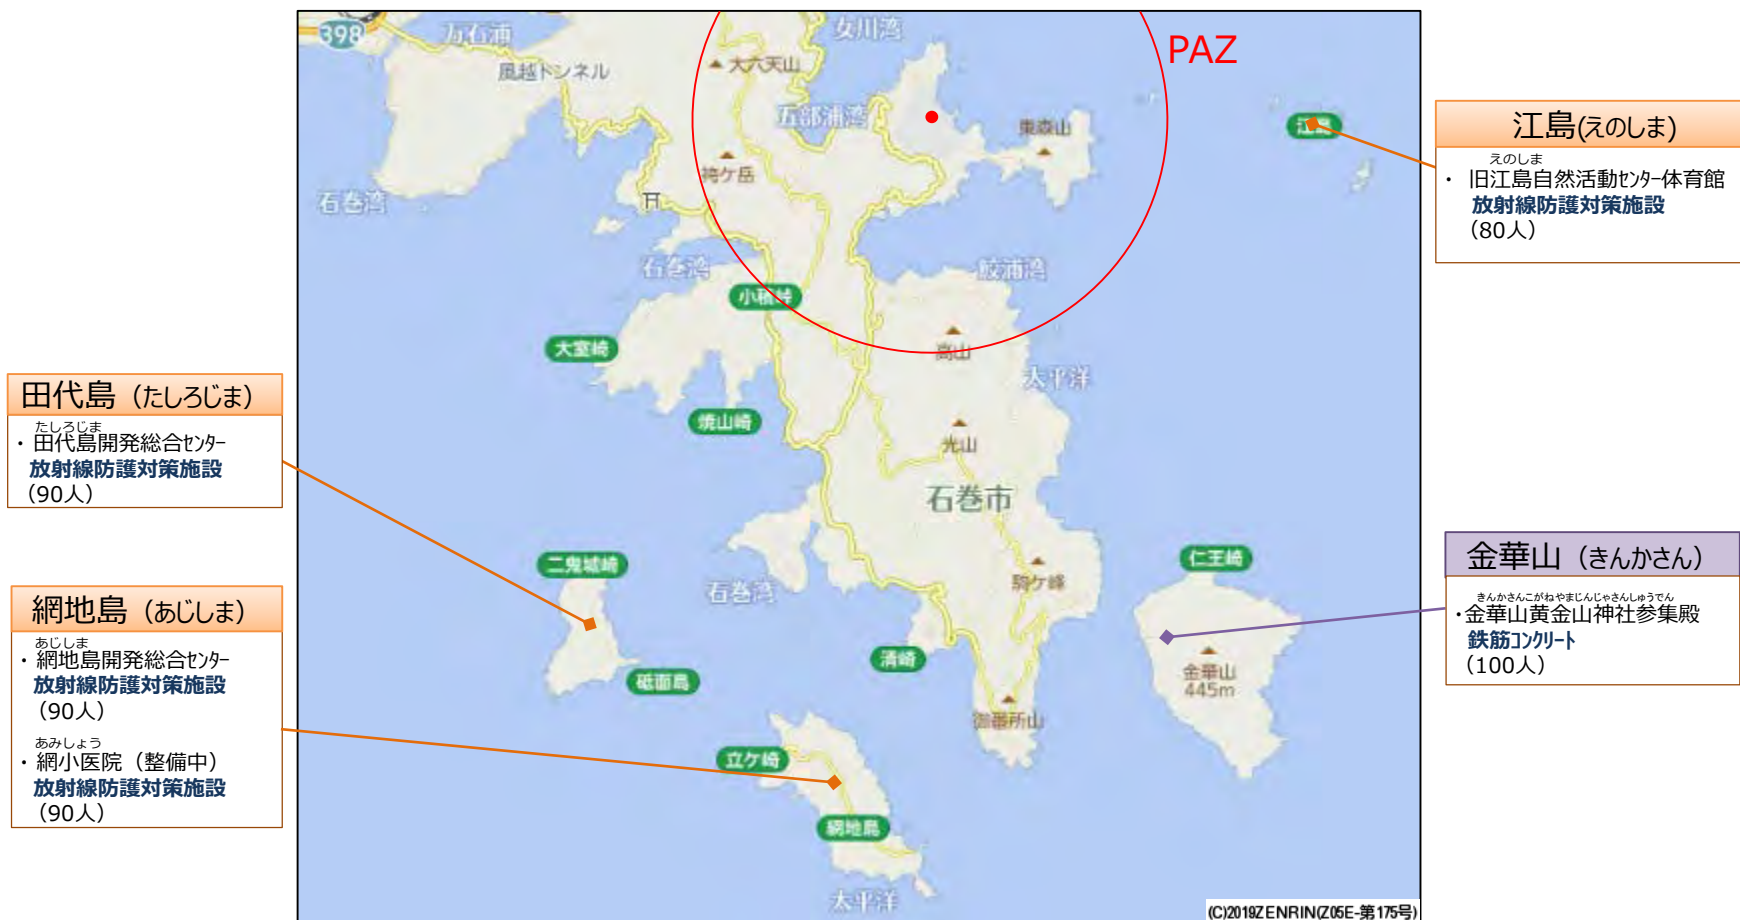 398
万石浦
風越トンネル
大六天山
女川湾
PAZ
五部浦湾
東森山
江島
袴ケ岳
石巻湾
石巻湾
鮫浦湾
小積峠
大室崎
高山
太平洋
焼山崎
光山
石巻市
二鬼城崎
石巻湾
駒ケ峰
仁王崎
清崎
砥面島
金華山
445m
御番所山
立ケ崎
網地島
太平洋
(C)2019ZENRIN(Z05E-第175号)
江島(えのしま)
えのしま
・ 旧江島自然活動センター体育館
放射線防護対策施設
(80人)
田代島（たしろじま）
たしろじま
・田代島開発総合センター
放射線防護対策施設
(90人)
網地島（あじしま）
あじしま
・網地島開発総合センター
放射線防護対策施設
(90人)
あみしょう
・網小医院（整備中）
放射線防護対策施設
(90人)
金華山（きんかさん）
きんかさんこがねやまじんじゃさんしゅうでん
・金華山黄金山神社参集殿
鉄筋コンクリート
(100人)